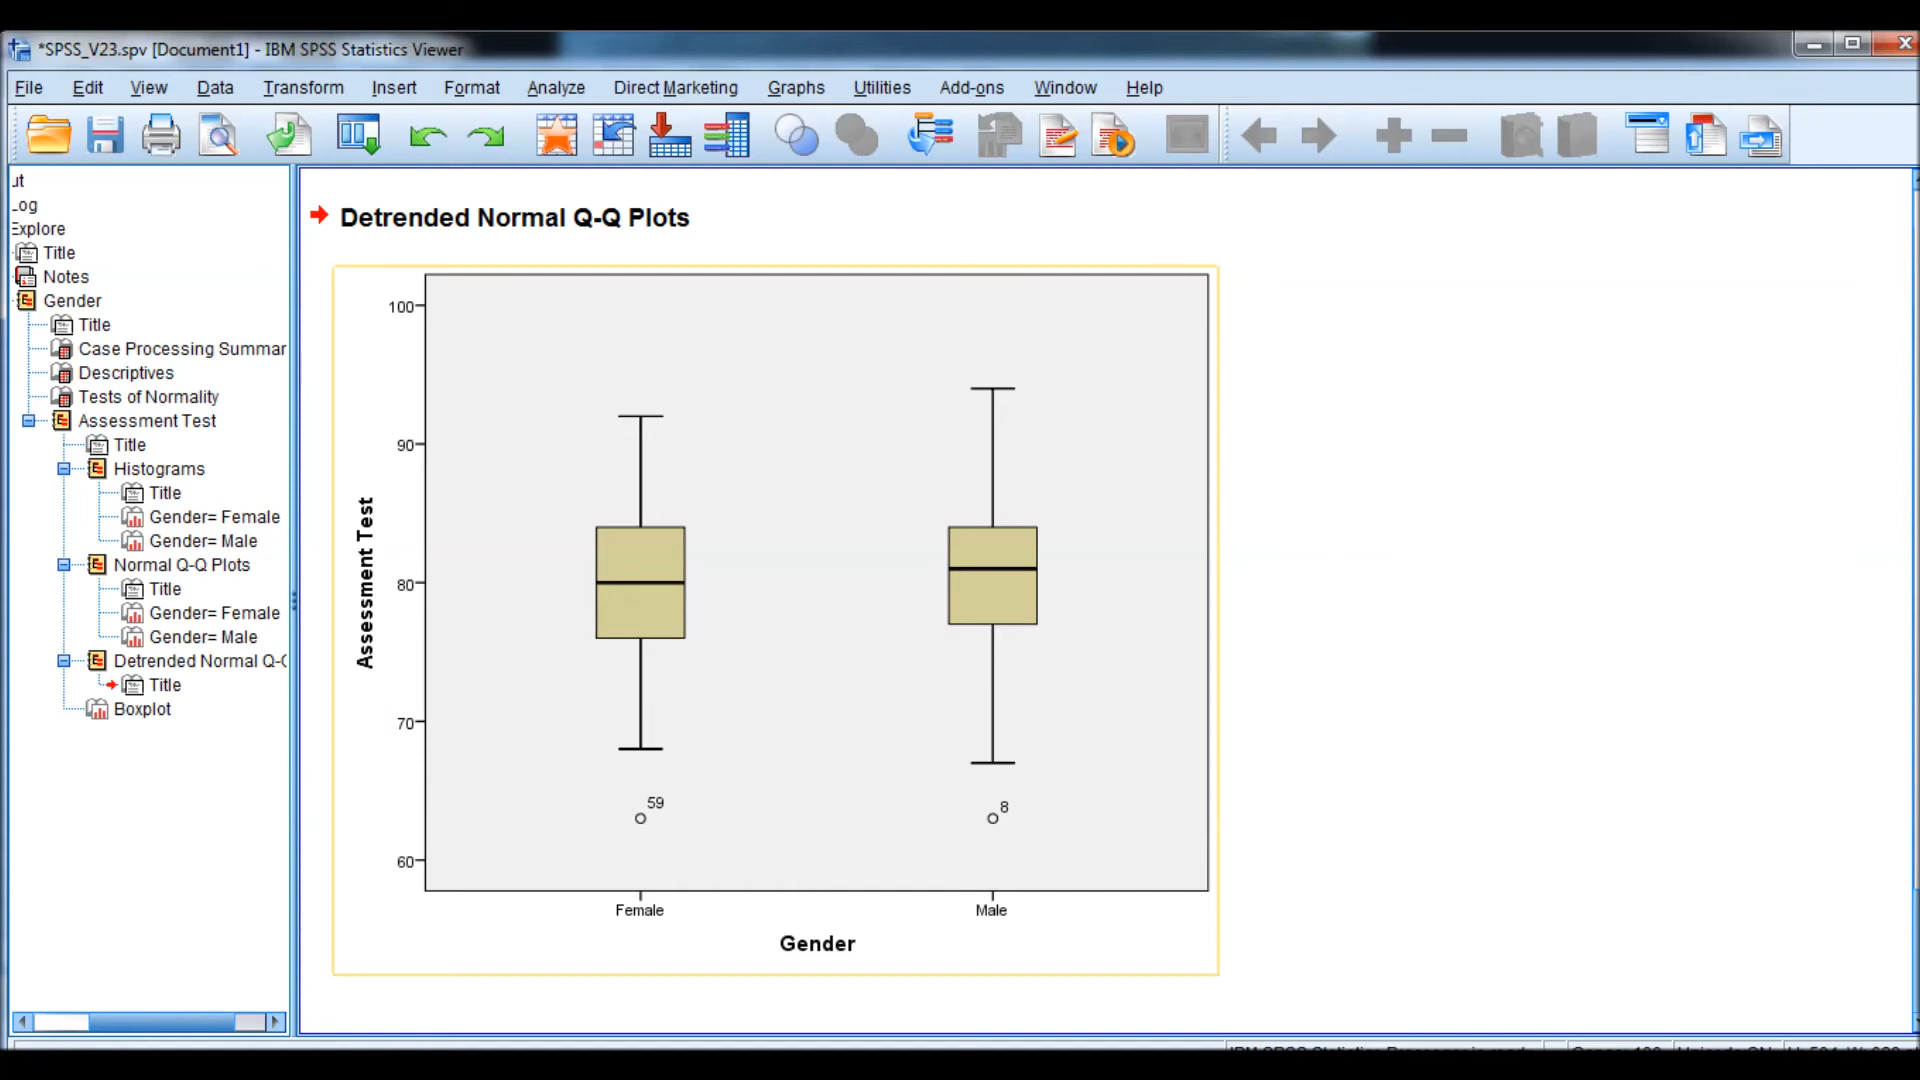 *SPSS_V23.spv [Document1] - IBM SPSS Statistics Viewer
File Edit View Data Transform Insert Format Analyze Direct Marketing Graphs Utilities Add-ons Window Help
ut
Log
Explore
Title
Notes
Gender
Title
Case Processing Summar
Descriptives
Tests of Normality
Assessment Test
Title
Histograms
Title
Gender= Female
Gender= Male
Normal Q-Q Plots
Title
Gender= Female
Gender= Male
Detrended Normal Q-Q
Title
Boxplot
Detrended Normal Q-Q Plots
100
90
80
70
60
Assessment Test
59
8
Female Male
Gender